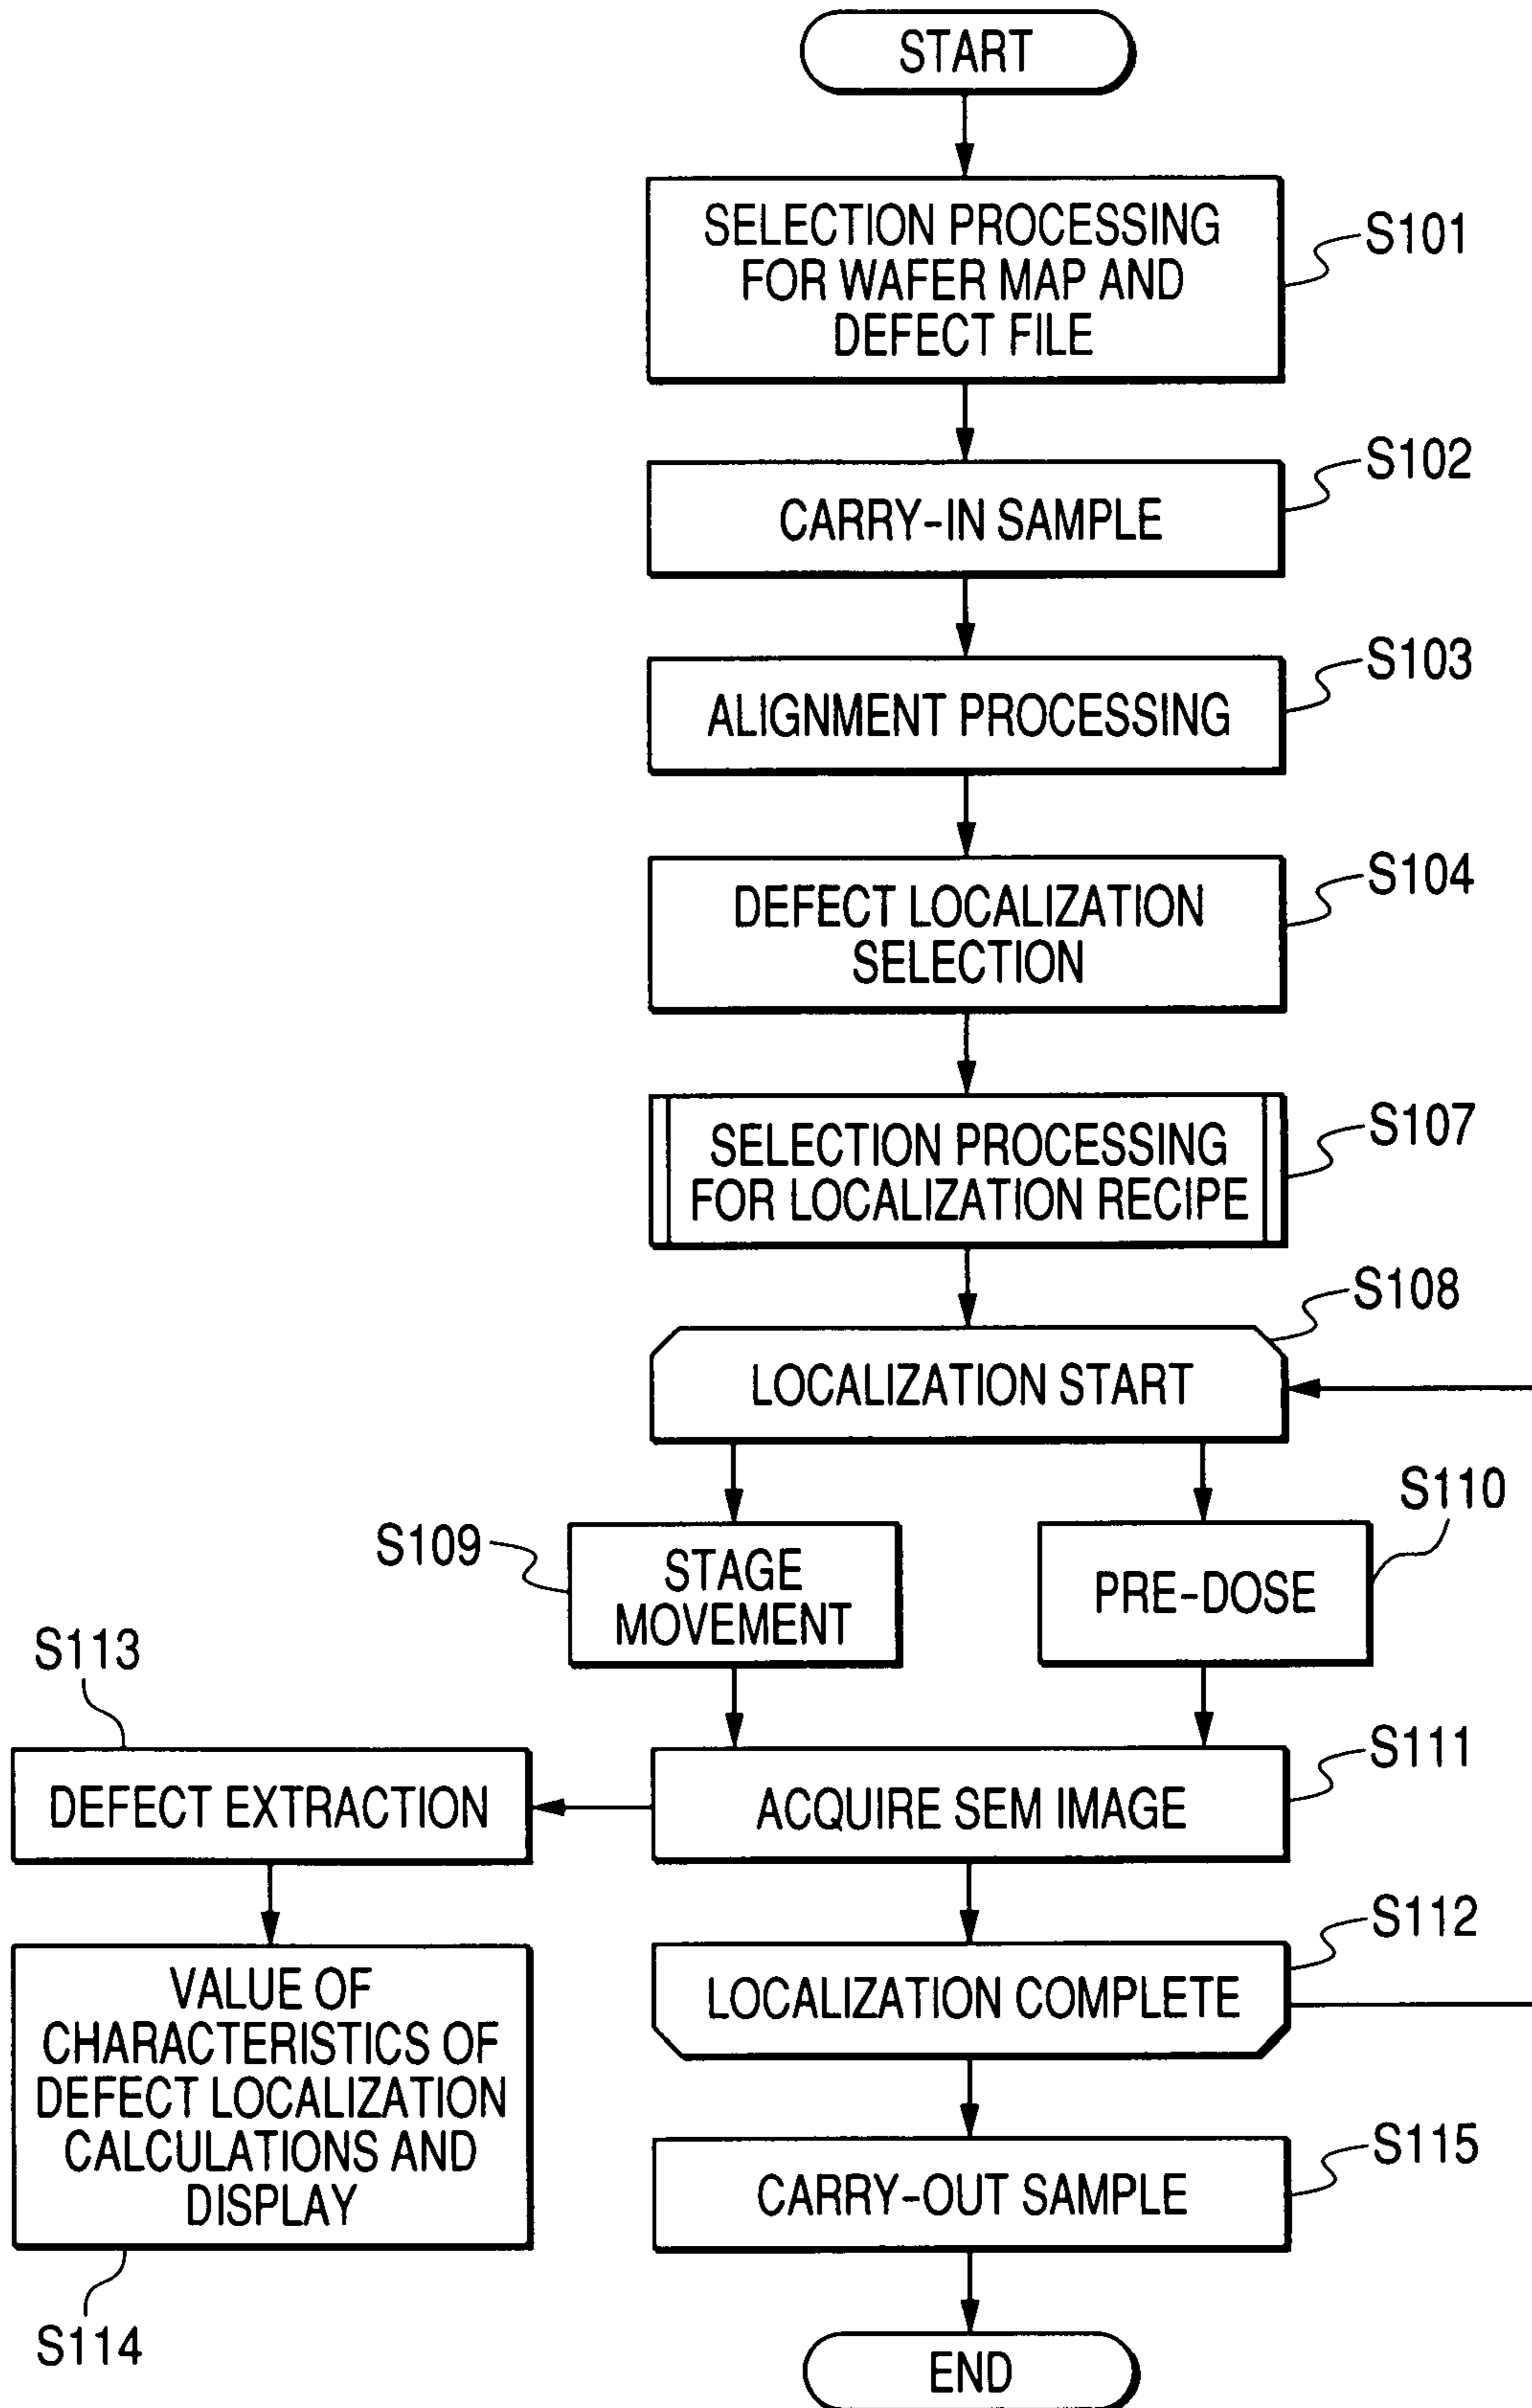 START
SELECTION PROCESSING
FOR WAFER MAP AND
DEFECT FILE
S101
CARRY-IN SAMPLE
S102
ALIGNMENT PROCESSING
S103
DEFECT LOCALIZATION
SELECTION
S104
SELECTION PROCESSING
FOR LOCALIZATION RECIPE
S107
LOCALIZATION START
S108
S109
STAGE
MOVEMENT
PRE-DOSE
S110
S113
DEFECT EXTRACTION
ACQUIRE SEM IMAGE
S111
VALUE OF
CHARACTERISTICS OF
DEFECT LOCALIZATION
CALCULATIONS AND
DISPLAY
S114
LOCALIZATION COMPLETE
S112
CARRY-OUT SAMPLE
S115
END